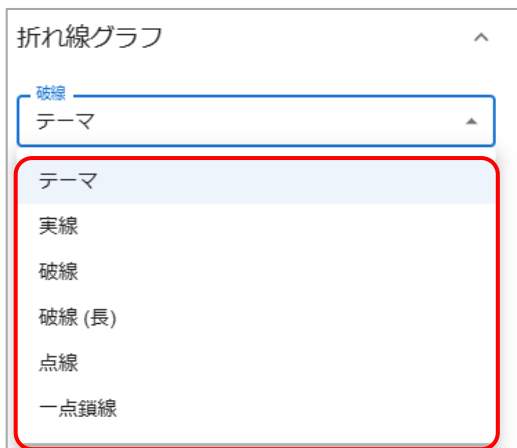 折れ線グラフ
破線
テーマ
テーマ
実線
破線
破線 (長)
点線
一点鎖線